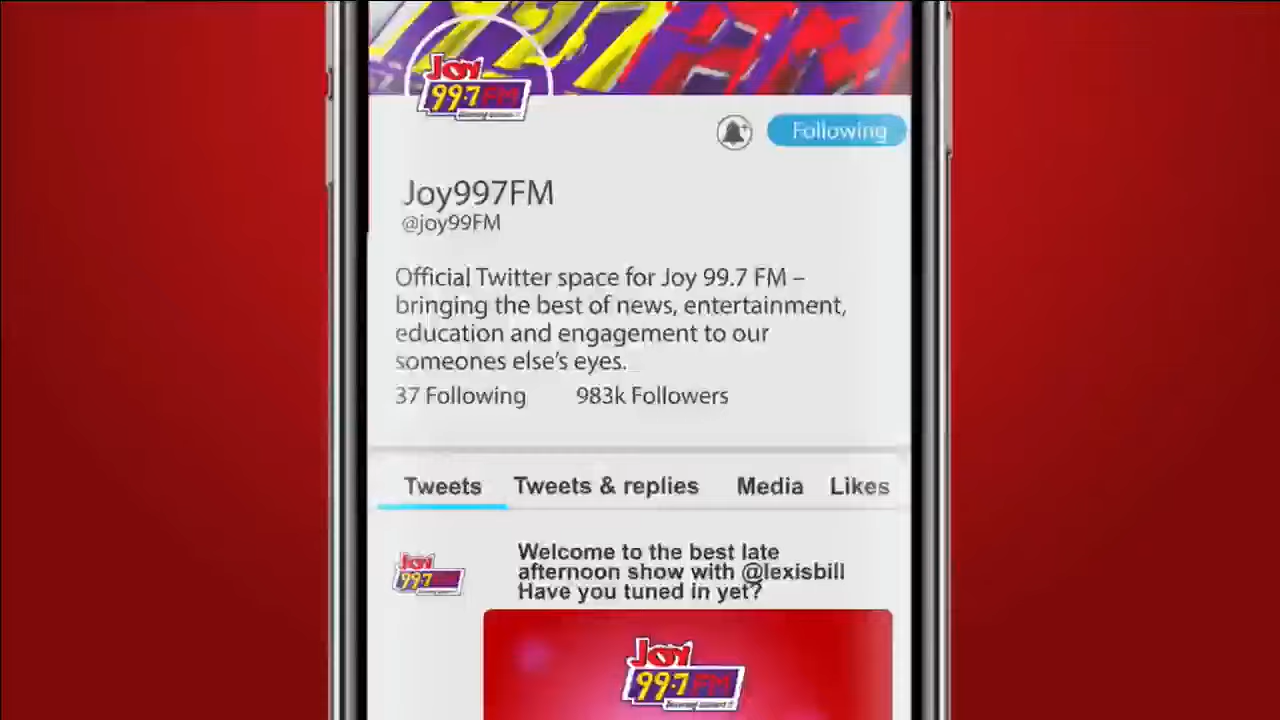 Joy
99.7 FM
Following
Joy997FM
@joy99FM
Official Twitter space for Joy 99.7 FM –
bringing the best of news, entertainment,
education and engagement to our
someones else's eyes.
37 Following 983k Followers
Tweets Tweets & replies Media Likes
Joy
99.7
Welcome to the best late
afternoon show with @lexisbill
Have you tuned in yet?
Joy
99.7 FM